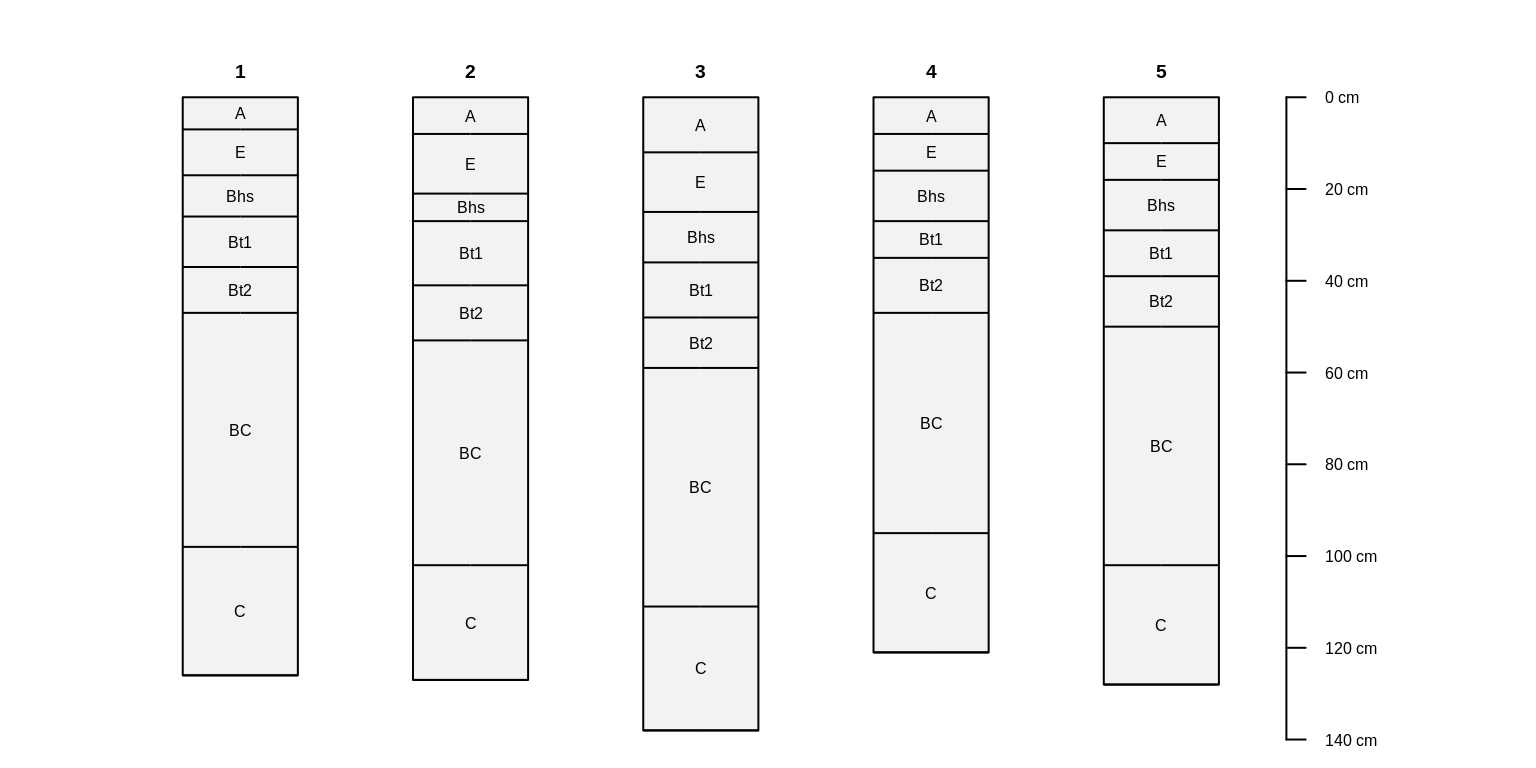 1 2 3 4 5
A E Bhs Bt1 Bt2 BC C
A E Bhs Bt1 Bt2 BC C
A E Bhs Bt1 Bt2 BC C
A E Bhs Bt1 Bt2 BC C
A E Bhs Bt1 Bt2 BC C
0 cm
20 cm
40 cm
60 cm
80 cm
100 cm
120 cm
140 cm